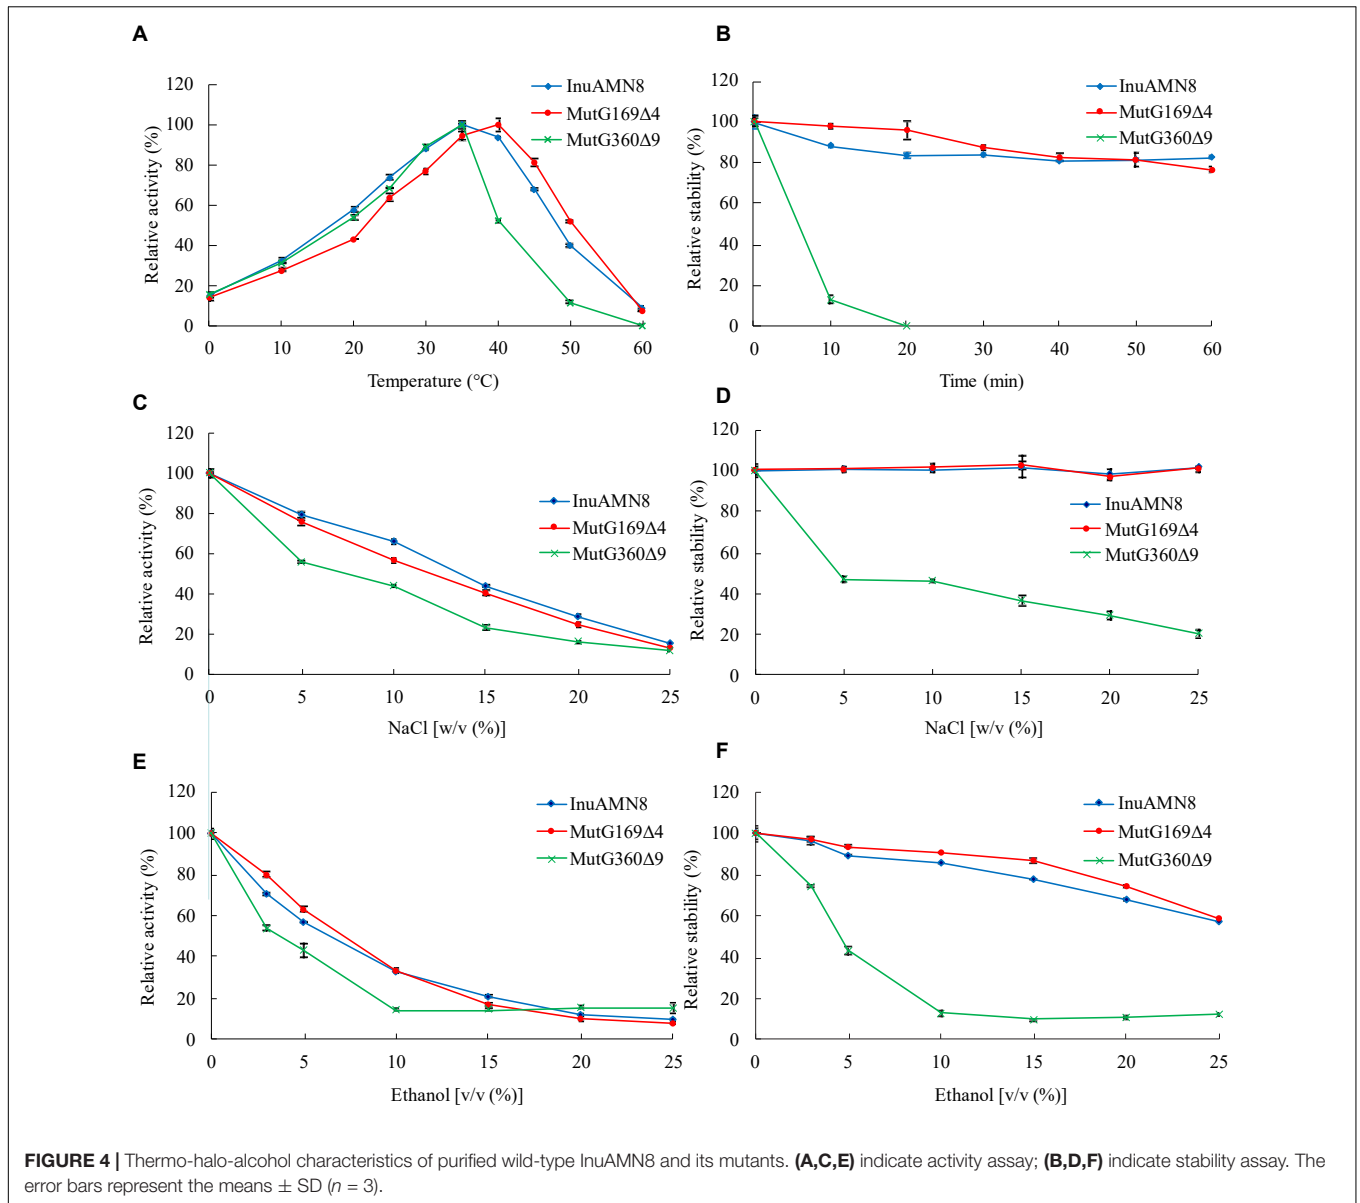 A
120
100
80
60
40
20
0
Relative activity (%)
InuAMN8
MutG169Δ4
MutG360Δ9
0 10 20 30 40 50 60
Temperature (°C)
B
120
100
80
60
40
20
0
Relative stability (%)
InuAMN8
MutG169Δ4
MutG360Δ9
0 10 20 30 40 50 60
Time (min)
C
120
100
80
60
40
20
0
Relative activity (%)
InuAMN8
MutG169Δ4
MutG360Δ9
0 5 10 15 20 25
NaCl [w/v (%)]
D
120
100
80
60
40
20
0
Relative stability (%)
InuAMN8
MutG169Δ4
MutG360Δ9
0 5 10 15 20 25
NaCl [w/v (%)]
E
120
100
80
60
40
20
0
Relative activity (%)
InuAMN8
MutG169Δ4
MutG360Δ9
0 5 10 15 20 25
Ethanol [v/v (%)]
F
120
100
80
60
40
20
0
Relative stability (%)
InuAMN8
MutG169Δ4
MutG360Δ9
0 5 10 15 20 25
Ethanol [v/v (%)]
FIGURE 4 | Thermo-halo-alcohol characteristics of purified wild-type InuAMN8 and its mutants. (A,C,E) indicate activity assay; (B,D,F) indicate stability assay. The
error bars represent the means ± SD (n = 3).